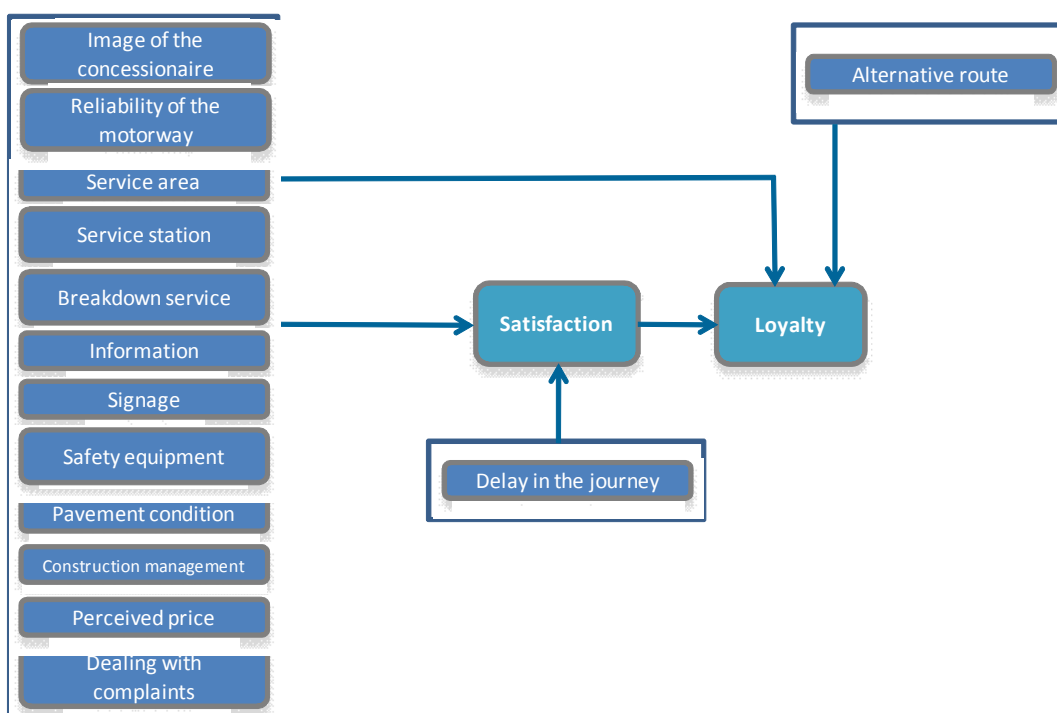 Image of the
concessionaire
Reliability of the
motorway
Service area
Service station
Breakdown service
Information
Signage
Safety equipment
Pavement condition
Construction management
Perceived price
Dealing with
complaints
Satisfaction
Delay in the journey
Alternative route
Loyalty